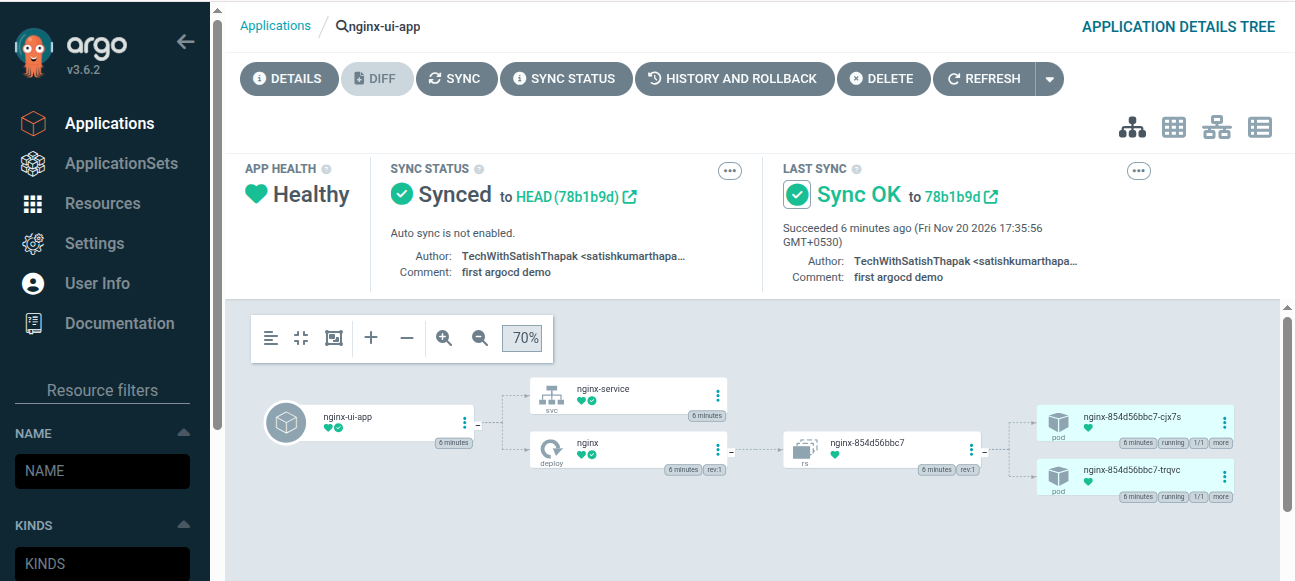 argo
v3.6.2
Applications
ApplicationSets
Resources
Settings
User Info
Documentation
Resource filters
NAME
NAME
KINDS
KINDS
Applications / nginx-ui-app
APPLICATION DETAILS TREE
DETAILS DIFF SYNC SYNC STATUS HISTORY AND ROLLBACK DELETE REFRESH
APP HEALTH
Healthy
SYNC STATUS
Synced to HEAD (78b1b9d)
Auto sync is not enabled.
Author: TechWithSatishThapak <satishkumarthapa...
Comment: first argocd demo
LAST SYNC
Sync OK to 78b1b9d
Succeeded 6 minutes ago (Fri Nov 20 2026 17:35:56
GMT+0530)
Author: TechWithSatishThapak <satishkumarthapa...
Comment: first argocd demo
70%
nginx-ui-app
6 minutes
nginx-service
svc
6 minutes
nginx
deploy
6 minutes rev:1
nginx-854d56bbc7
rs
6 minutes rev:1
nginx-854d56bbc7-cjx7s
pod
6 minutes running 1/1 more
nginx-854d56bbc7-trqvc
pod
6 minutes running 1/1 more